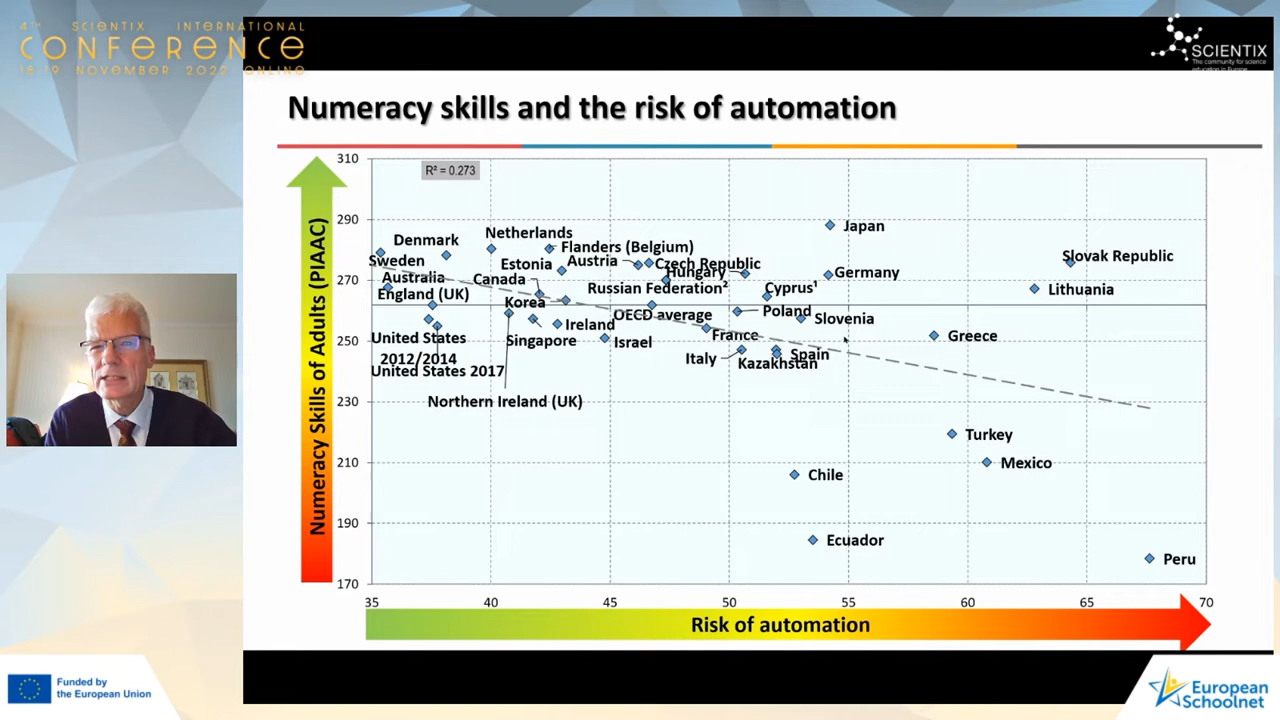 4TH SCIENTIX INTERNATIONAL
CONFERENCE
18-19 NOVEMBER 2022 ONLINE
SCIENTIX
The community for science
education in Europe
Numeracy skills and the risk of automation
Numeracy Skills of Adults (PIAAC)
310
290
270
250
230
210
190
170
R² = 0.273
Japan
Netherlands
Denmark
Flanders (Belgium)
Slovak Republic
Sweden
Estonia
Austria
Czech Republic
Hungary
Germany
Australia
Canada
Russian Federation²
Cyprus¹
Lithuania
England (UK)
Korea
OECD average
Poland
Slovenia
Ireland
United States
2012/2014
Singapore
Israel
France
Greece
Italy
Spain
Kazakhstan
United States 2017
Northern Ireland (UK)
Turkey
Mexico
Chile
Ecuador
Peru
35 40 45 50 55 60 65 70
Risk of automation
Funded by
the European Union
European
Schoolnet